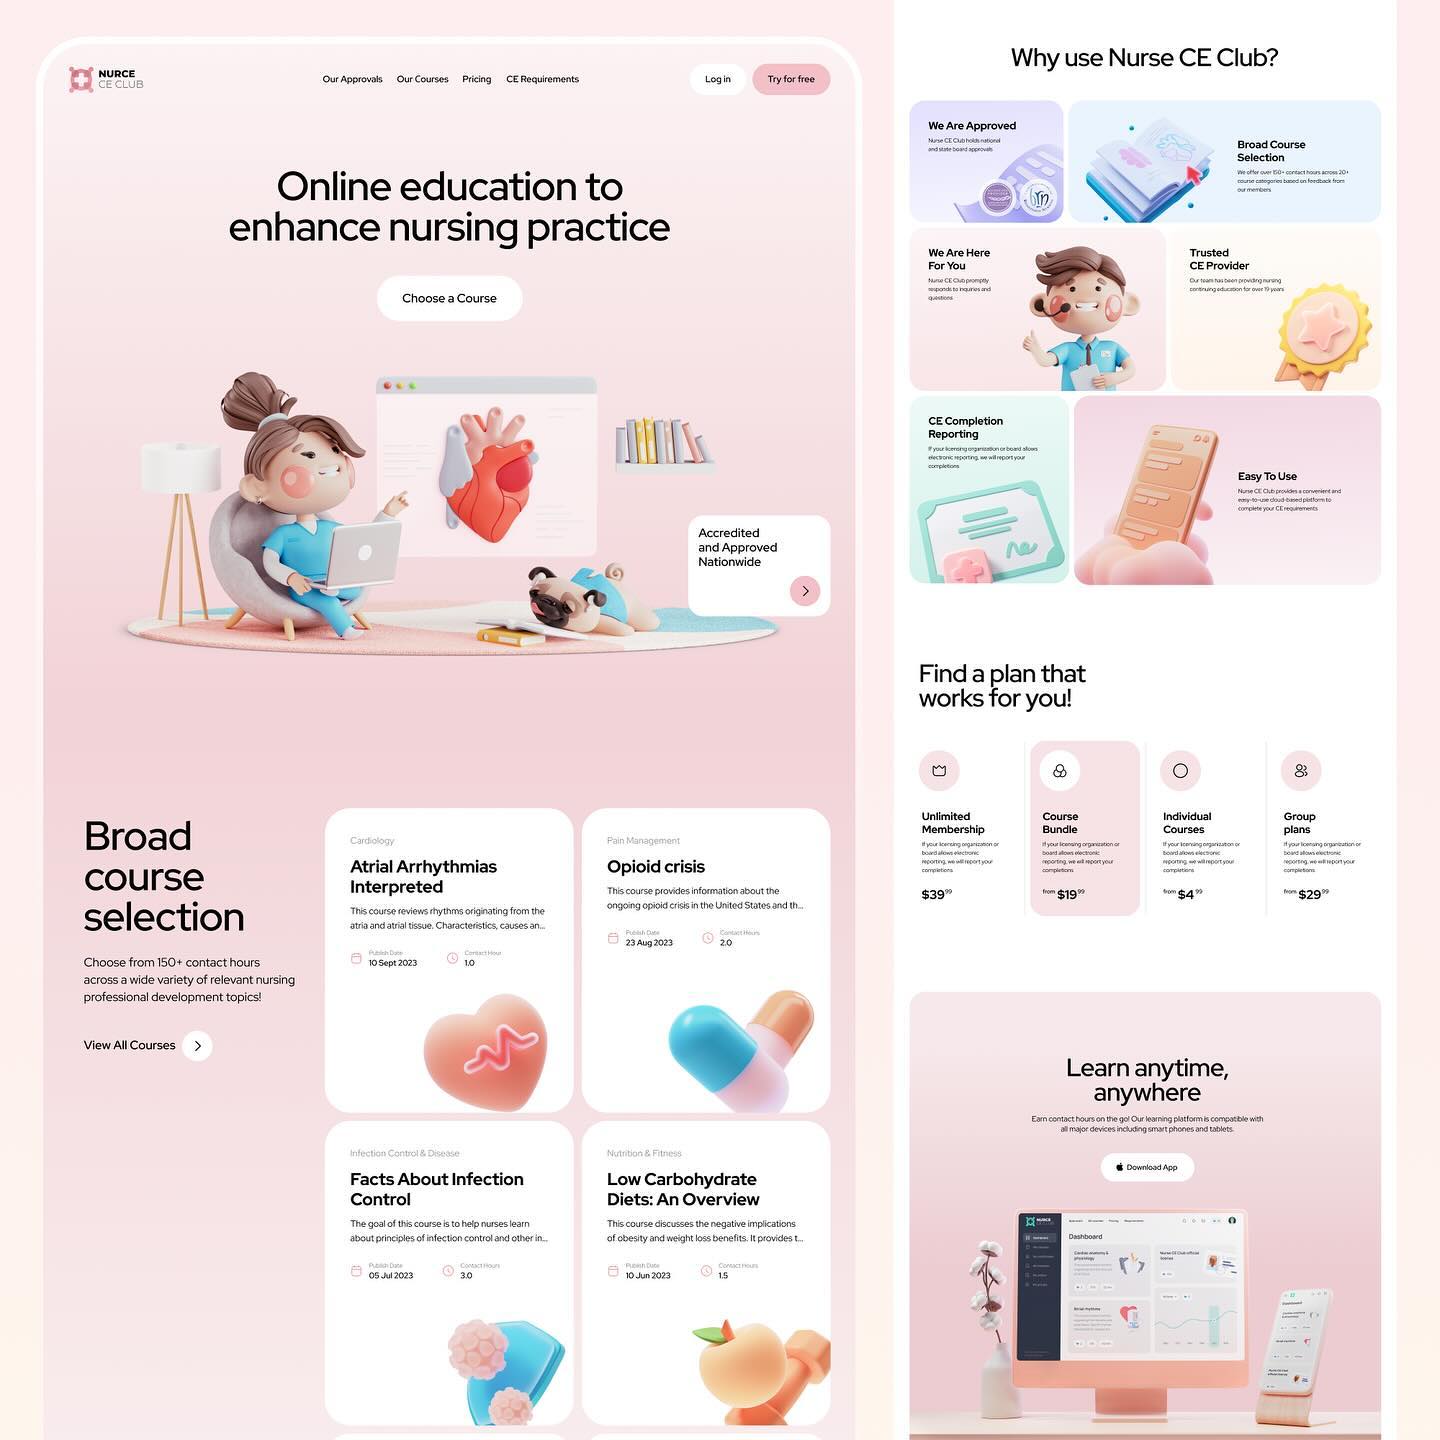 NURCE
CE CLUB
Our Approvals
Our Courses
Pricing
CE Requirements
Log in
Try for free
Online education to
enhance nursing practice
Choose a Course
Accredited
and Approved
Nationwide
Broad
course
selection
Choose from 150+ contact hours
across a wide variety of relevant nursing
professional development topics!
View All Courses
Cardiology
Atrial Arrhythmias
Interpreted
This course reviews rhythms originating from the
atria and atrial tissue. Characteristics, causes an...
Publish Date
10 Sept 2023
Contact Hour
1.0
Pain Management
Opioid crisis
This course provides information about the
ongoing opioid crisis in the United States and th...
Publish Date
23 Aug 2023
Contact Hours
2.0
Infection Control & Disease
Facts About Infection
Control
The goal of this course is to help nurses learn
about principles of infection control and other in...
Publish Date
05 Jul 2023
Contact Hours
3.0
Nutrition & Fitness
Low Carbohydrate
Diets: An Overview
This course discusses the negative implications
of obesity and weight loss benefits. It provides t...
Publish Date
10 Jun 2023
Contact Hours
1.5
Why use Nurse CE Club?
We Are Approved
Nurse CE Club holds national
and state board approvals
Broad Course
Selection
We offer over 150+ contact hours across 20+
course categories based on feedback from
our members
We Are Here
For You
Nurse CE Club promptly
responds to inquiries and
questions
Trusted
CE Provider
Our team has been providing nursing
continuing education for over 19 years
CE Completion
Reporting
If your licensing organization or board allows
electronic reporting, we will report your
completions
Easy To Use
Nurse CE Club provides a convenient and
easy-to-use cloud-based platform to
complete your CE requirements
Find a plan that
works for you!
Unlimited
Membership
If your licensing organization or
board allows electronic
reporting, we will report your
completions
$39 99
Course
Bundle
If your licensing organization or
board allows electronic
reporting, we will report your
completions
from $19 99
Individual
Courses
If your licensing organization or
board allows electronic
reporting, we will report your
completions
from $4 99
Group
plans
If your licensing organization or
board allows electronic
reporting, we will report your
completions
from $29 99
Learn anytime,
anywhere
Earn contact hours on the go! Our learning platform is compatible with
all major devices including smart phones and tablets.
Download App
NURCE
CE CLUB
Dashboard
Cardiac anatomy &
physiology
Nurse CE Club official
license
Dashboard